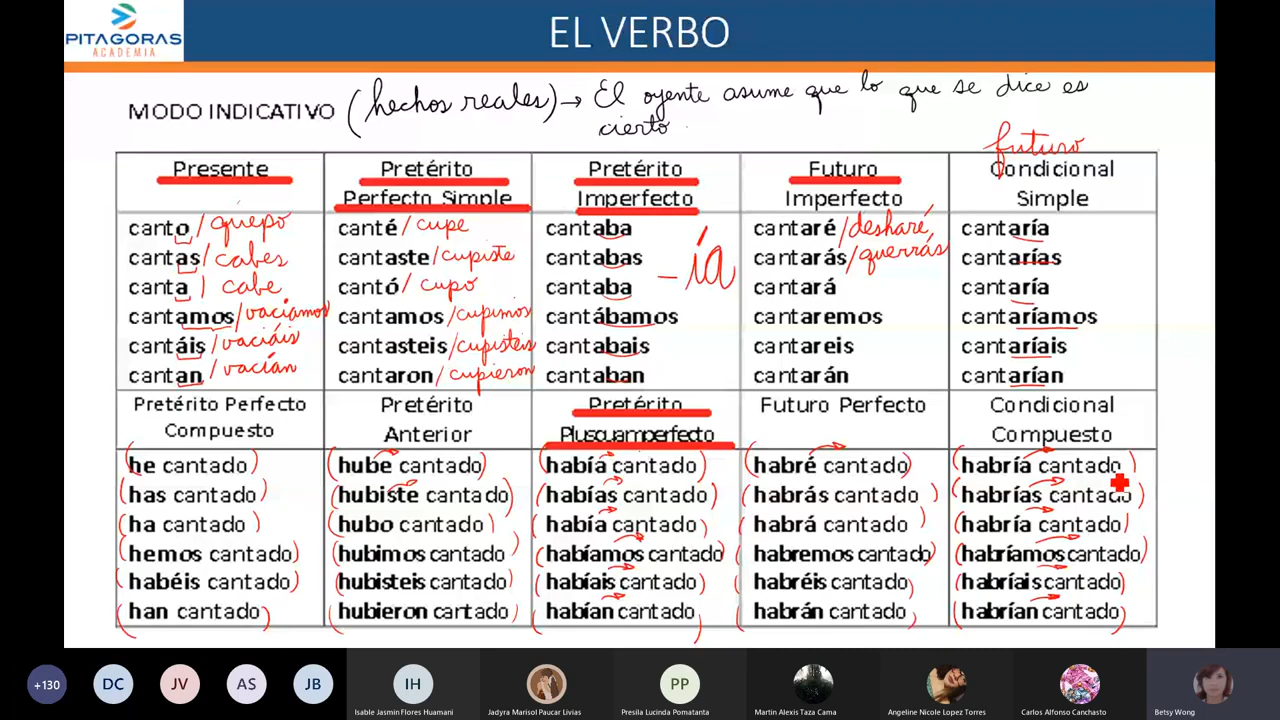 PITAGORAS
ACADEMIA
EL VERBO
MODO INDICATIVO (hechos reales) → El oyente asume que lo que se dice es
cierto.
futuro
Presente
Pretérito
Perfecto Simple
Pretérito
Imperfecto
Futuro
Imperfecto
Condicional
Simple
canto / quepo
cantas / cabes
canta / cabe
cantamos / vaciamos
cantáis / vaciáis
cantan / vacían
canté / cupe
cantaste / cupiste
cantó / cupo
cantamos / cupimos
cantasteis / cupisteis
cantaron / cupieron
cantaba
cantabas
cantaba
cantábamos
cantabais
cantaban
- ía
cantaré / desharé,
cantarás / querrás
cantará
cantaremos
cantareis
cantarán
cantaría
cantarías
cantaría
cantaríamos
cantaríais
cantarían
Pretérito Perfecto
Compuesto
Pretérito
Anterior
Pretérito
Pluscuamperfecto
Futuro Perfecto
Condicional
Compuesto
(he cantado)
(has cantado)
(ha cantado)
(hemos cantado)
(habéis cantado)
(han cantado)
(hube cantado)
(hubiste cantado)
(hubo cantado)
(hubimos cantado)
(hubisteis cantado)
(hubieron cantado)
(había cantado)
(habías cantado)
(había cantado)
(habíamos cantado)
(habíais cantado)
(habían cantado)
(habré cantado)
(habrás cantado)
(habrá cantado)
(habremos cantado)
(habréis cantado)
(habrán cantado)
(habría cantado)
(habrías cantado)
(habría cantado)
(habríamos cantado)
(habríais cantado)
(habrían cantado)
+130
DC
JV
AS
JB
IH
Isable Jasmin Flores Huamani
Jadyra Marisol Paucar Livias
PP
Presila Lucinda Pomatanta
Martin Alexis Taza Cama
Angeline Nicole Lopez Torres
Carlos Alfonso Canchasto
Betsy Wong